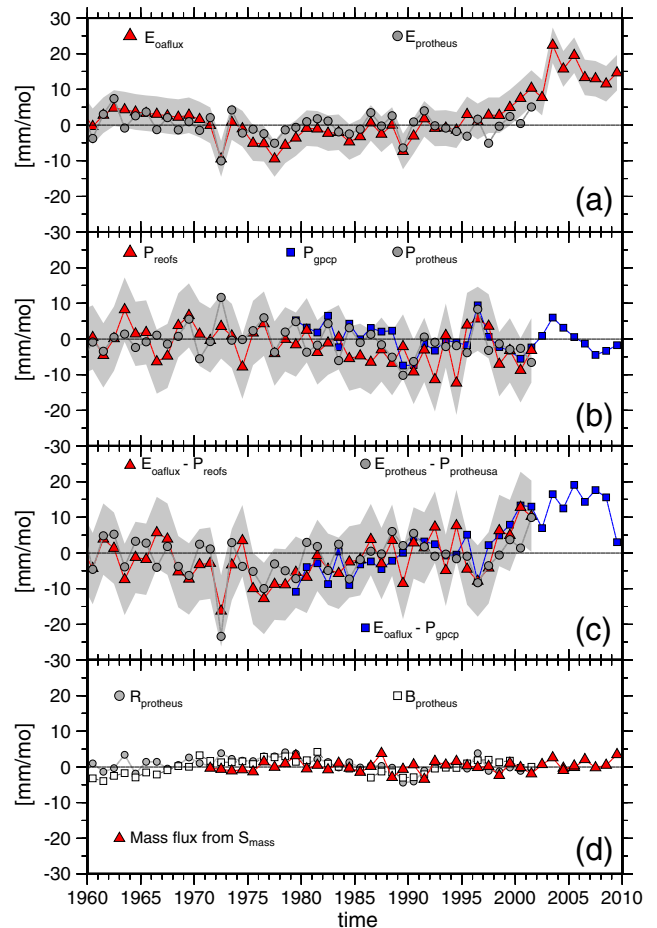 30
20
10
0
-10
-20
-30
[mm/mo]
E_oaflux
E_protheus
(a)
20
10
0
-10
-20
-30
[mm/mo]
P_reofs
P_gpcp
P_protheus
(b)
20
10
0
-10
-20
-30
[mm/mo]
E_oaflux - P_reofs
E_protheus - P_protheusa
E_oaflux - P_gpcp
(c)
20
10
0
-10
-20
-30
[mm/mo]
R_protheus
B_protheus
Mass flux from S_mass
(d)
1960 1965 1970 1975 1980 1985 1990 1995 2000 2005 2010
time